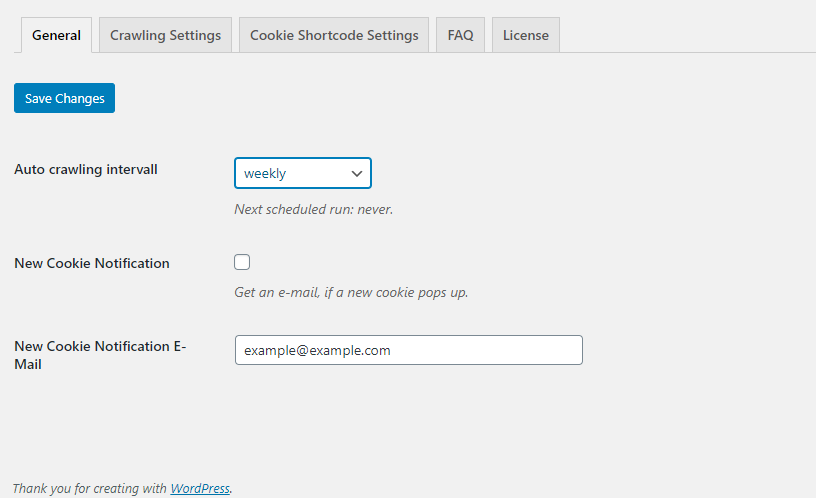 General
Crawling Settings
Cookie Shortcode Settings
FAQ
License
Save Changes
Auto crawling intervall
weekly
Next scheduled run: never.
New Cookie Notification
Get an e-mail, if a new cookie pops up.
New Cookie Notification E-
Mail
example@example.com
Thank you for creating with WordPress.